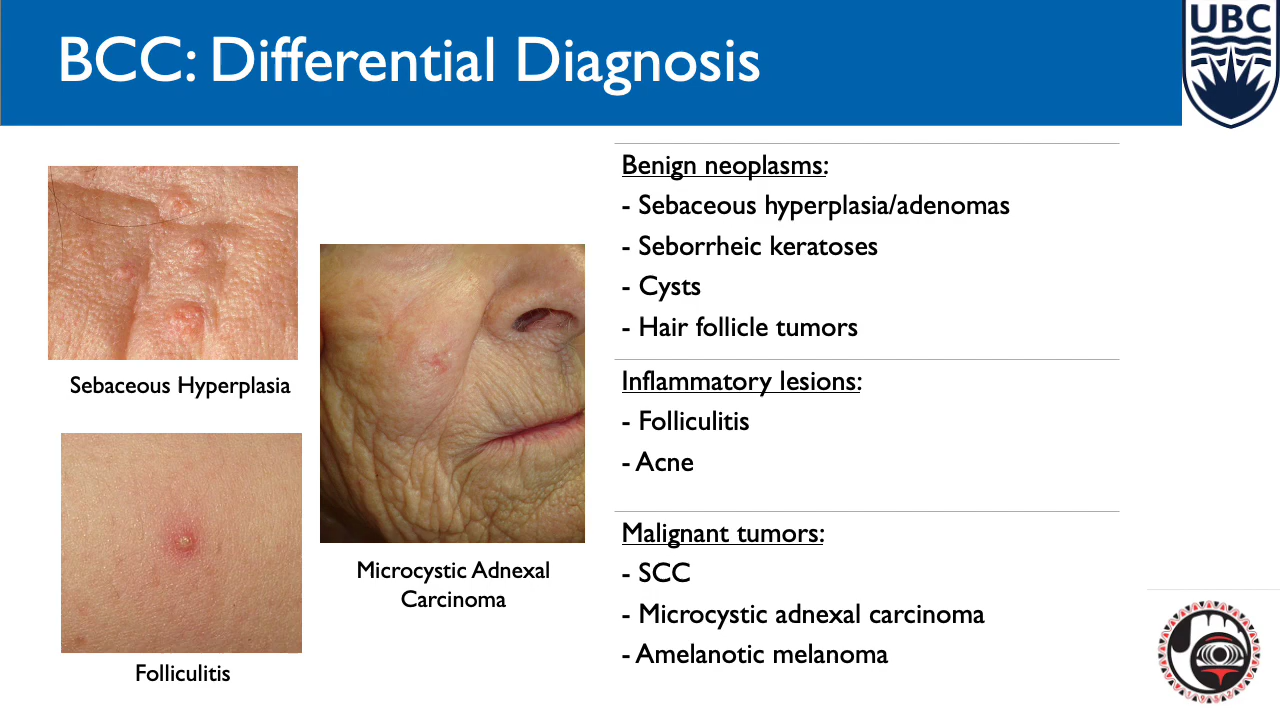 BCC: Differential Diagnosis
UBC
Sebaceous Hyperplasia
Folliculitis
Microcystic Adnexal
Carcinoma
Benign neoplasms:
- Sebaceous hyperplasia/adenomas
- Seborrheic keratoses
- Cysts
- Hair follicle tumors
Inflammatory lesions:
- Folliculitis
- Acne
Malignant tumors:
- SCC
- Microcystic adnexal carcinoma
- Amelanotic melanoma